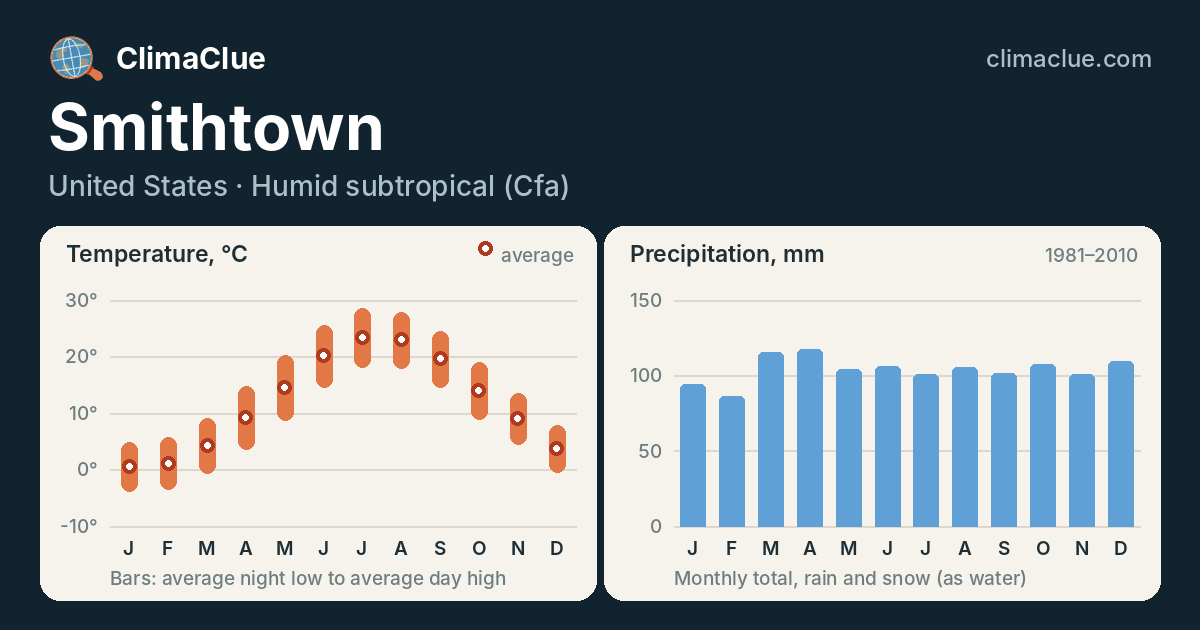 ClimaClue
climaclue.com
Smithtown
United States · Humid subtropical (Cfa)
Temperature, °C
average
30°
20°
10°
0°
-10°
J F M A M J J A S O N D
Bars: average night low to average day high
Precipitation, mm
1981–2010
150
100
50
0
J F M A M J J A S O N D
Monthly total, rain and snow (as water)